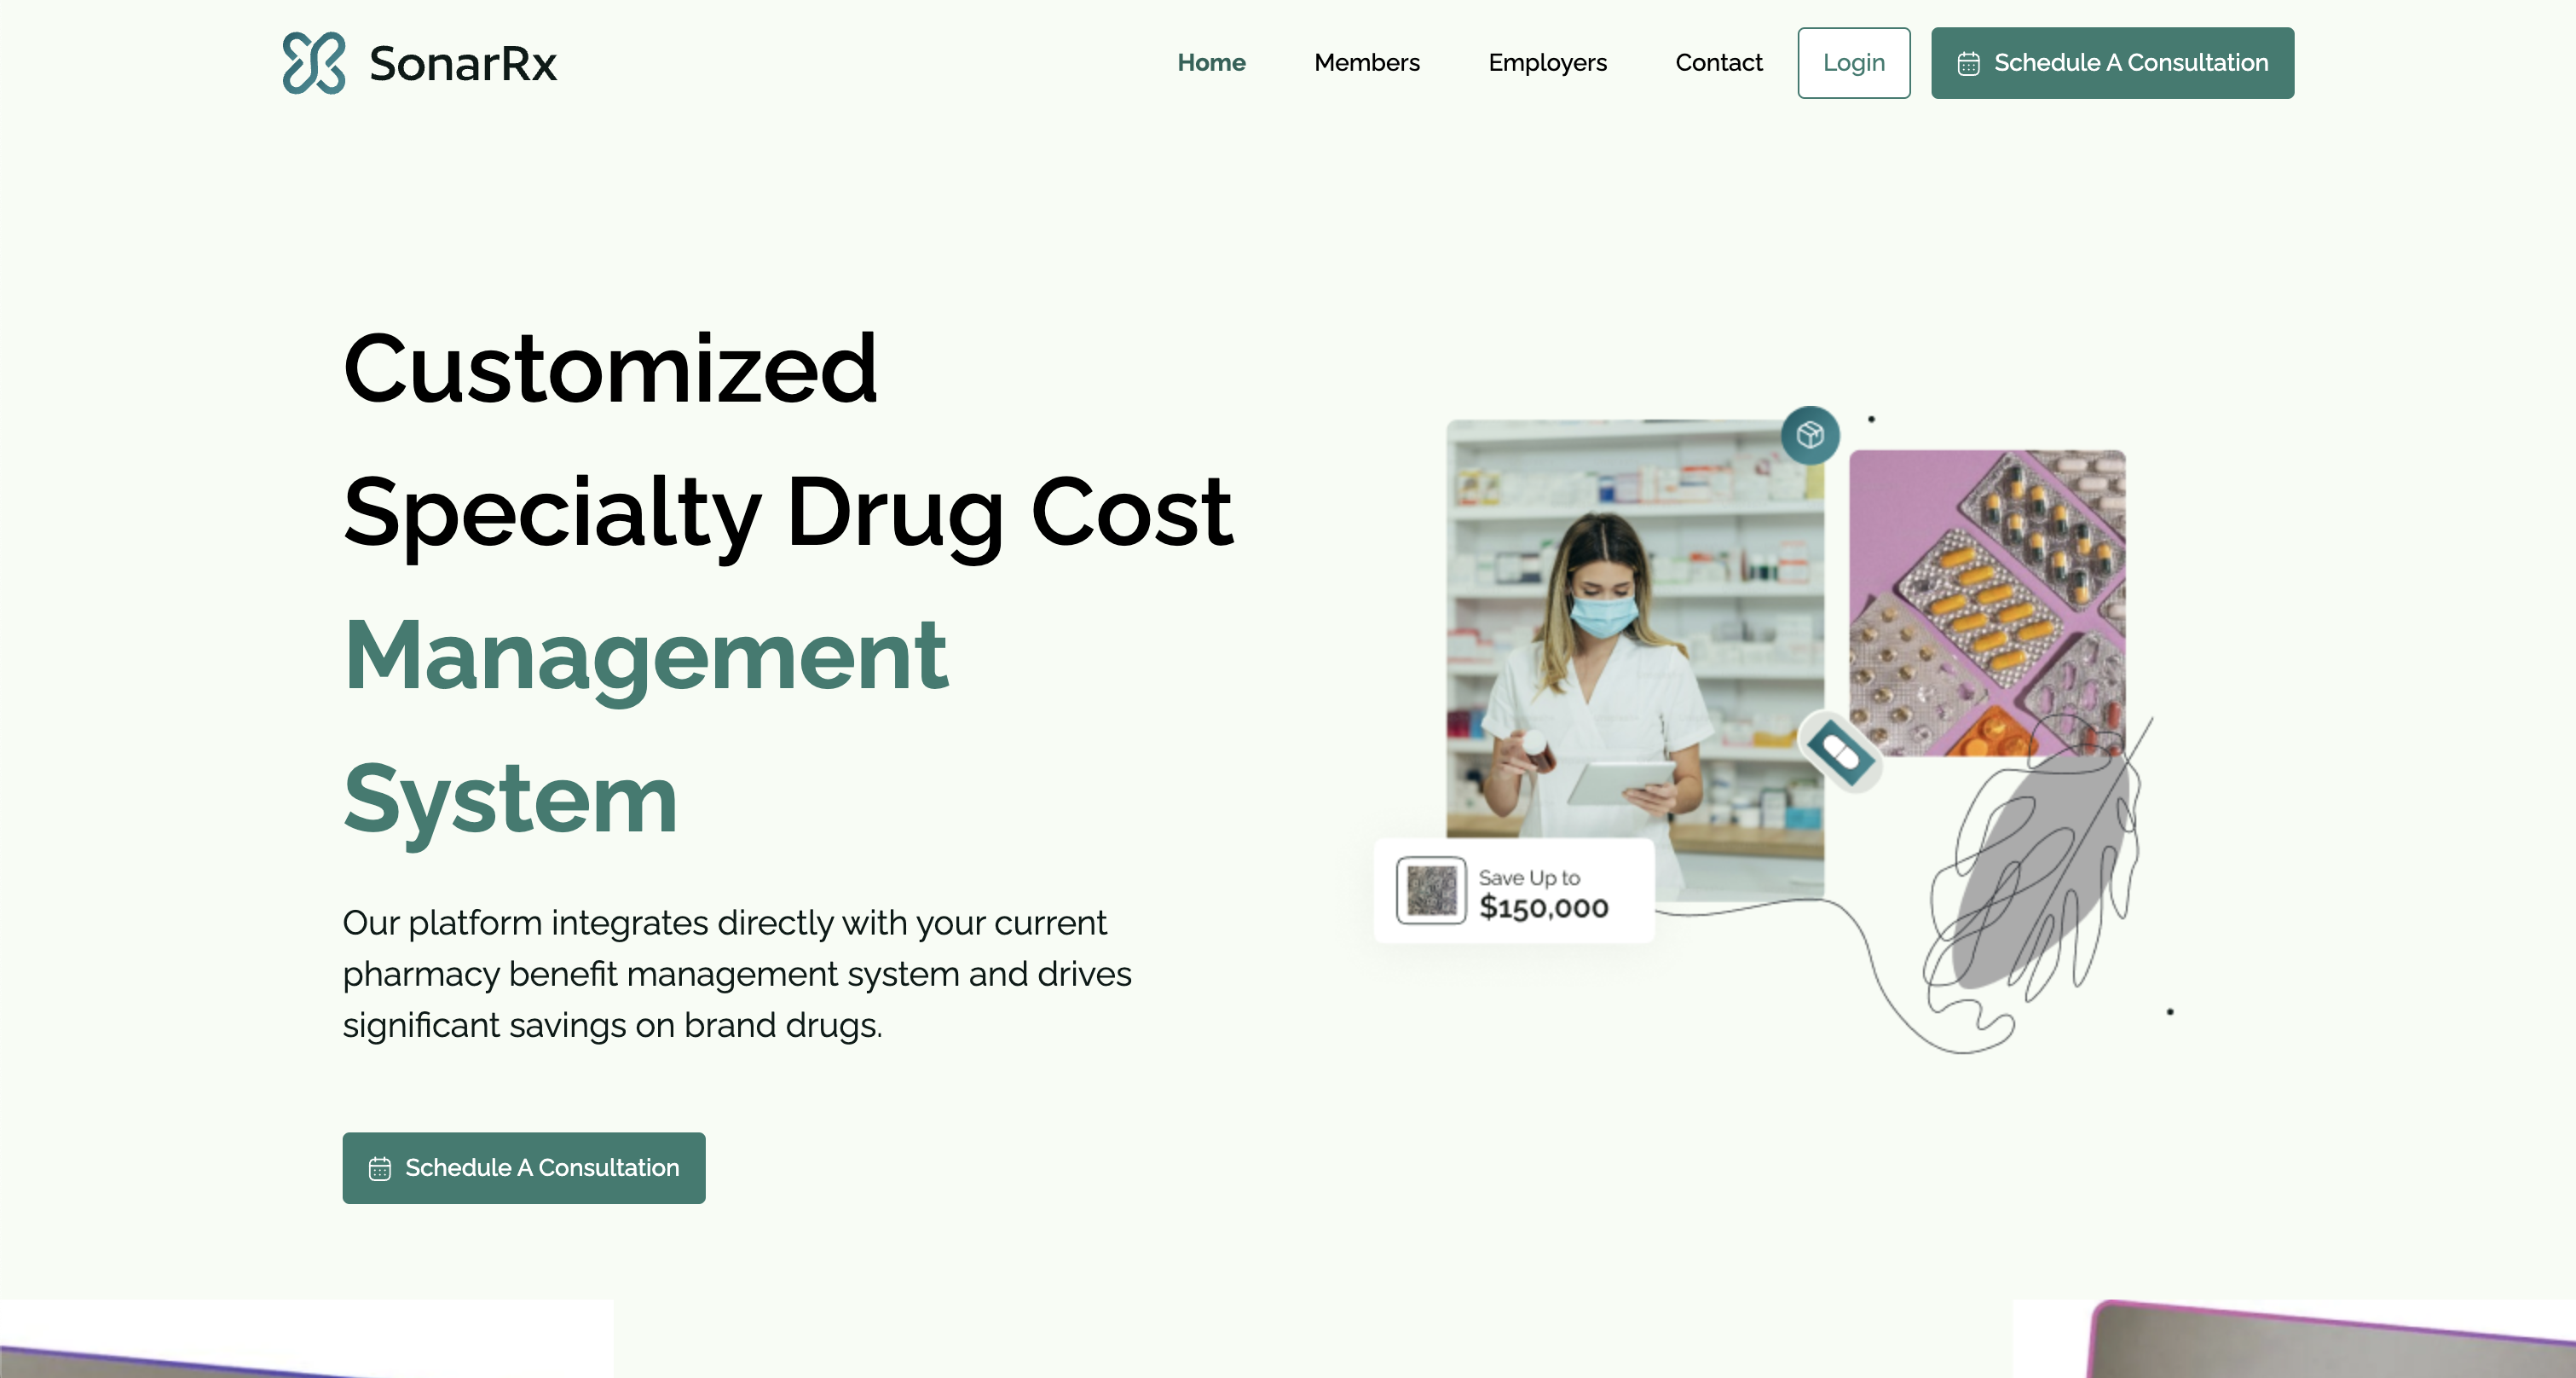 SonarRx
Home
Members
Employers
Contact
Login
Schedule A Consultation
Customized
Specialty Drug Cost
Management
System
Our platform integrates directly with your current
pharmacy benefit management system and drives
significant savings on brand drugs.
Schedule A Consultation
Save Up to
$150,000